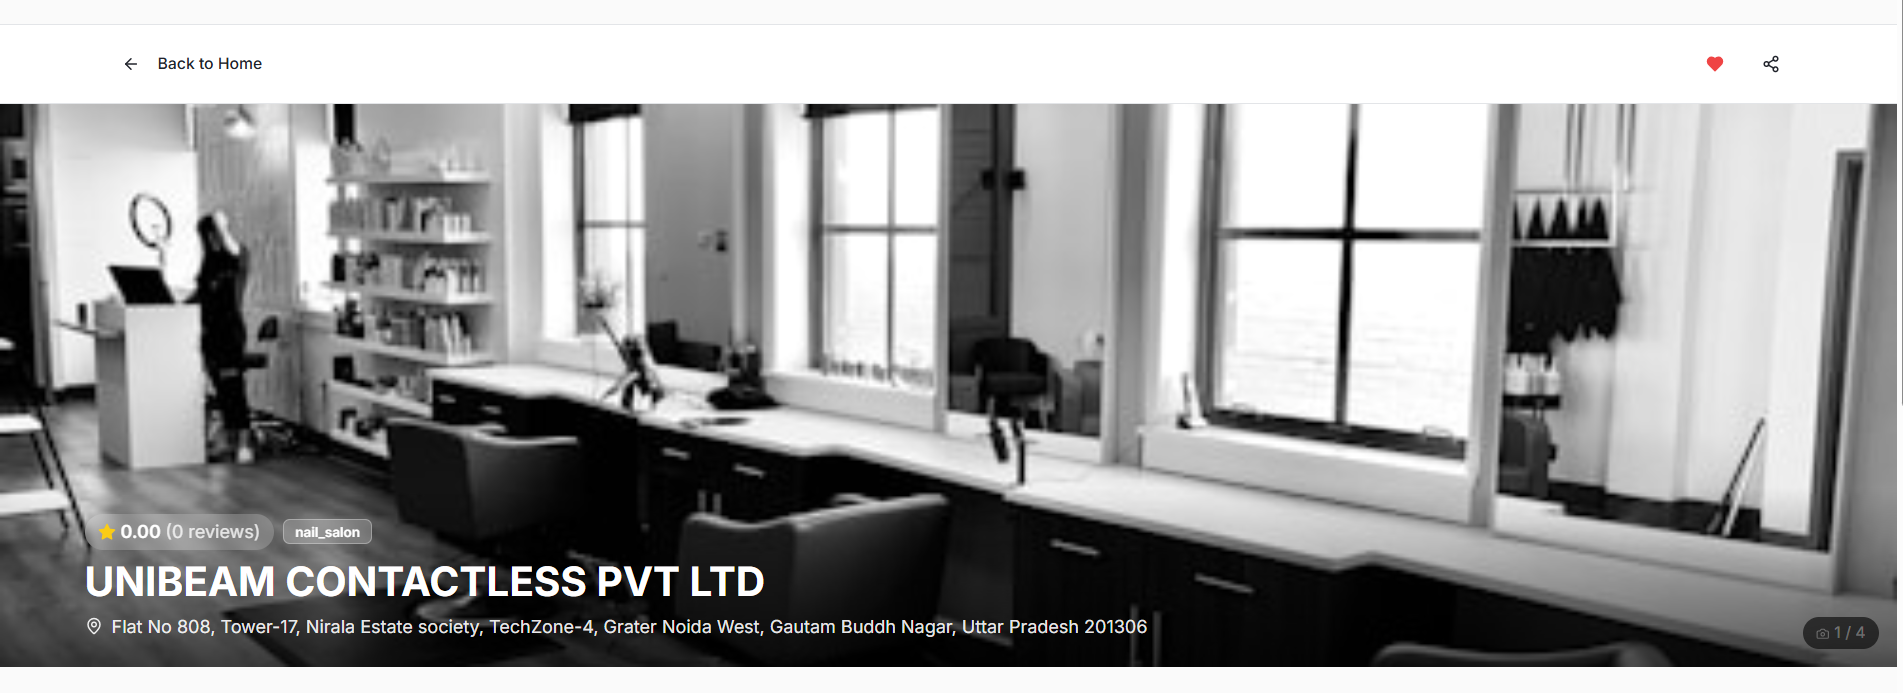 Back to Home
0.00 (0 reviews) nail_salon
UNIBEAM CONTACTLESS PVT LTD
Flat No 808, Tower-17, Nirala Estate society, TechZone-4, Grater Noida West, Gautam Buddh Nagar, Uttar Pradesh 201306
1 / 4